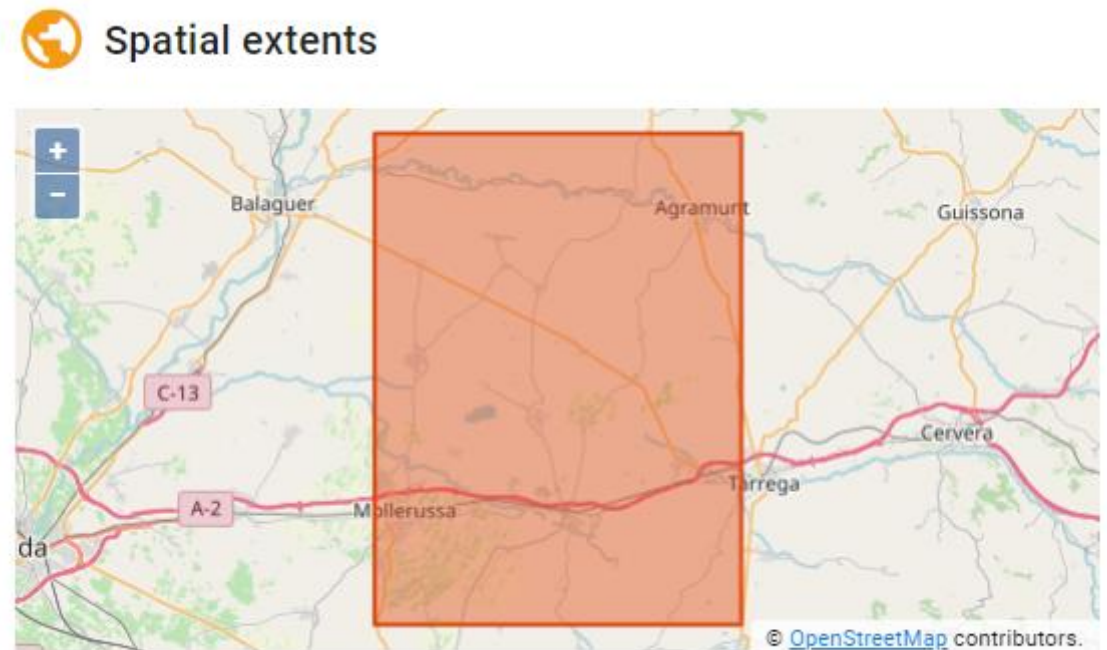 Spatial extents
+
−
Balaguer
Agramunt
Guissona
C-13
Cervera
Tàrrega
A-2
Mollerussa
da
© OpenStreetMap contributors.